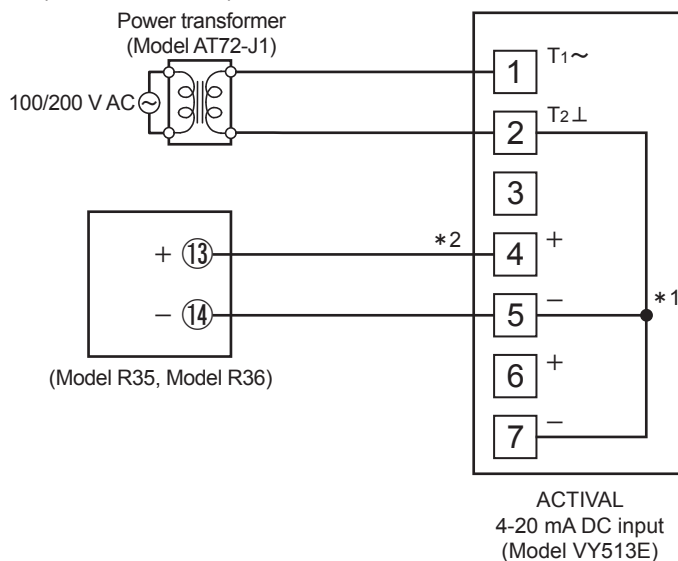 Power transformer
(Model AT72-J1)
100/200 V AC
1 T1~
2 T2⊥
3
*2
4 +
5 −
*1
6 +
7 −
+ ⑬
− ⑭
(Model R35, Model R36)
ACTIVAL
4-20 mA DC input
(Model VY513E)